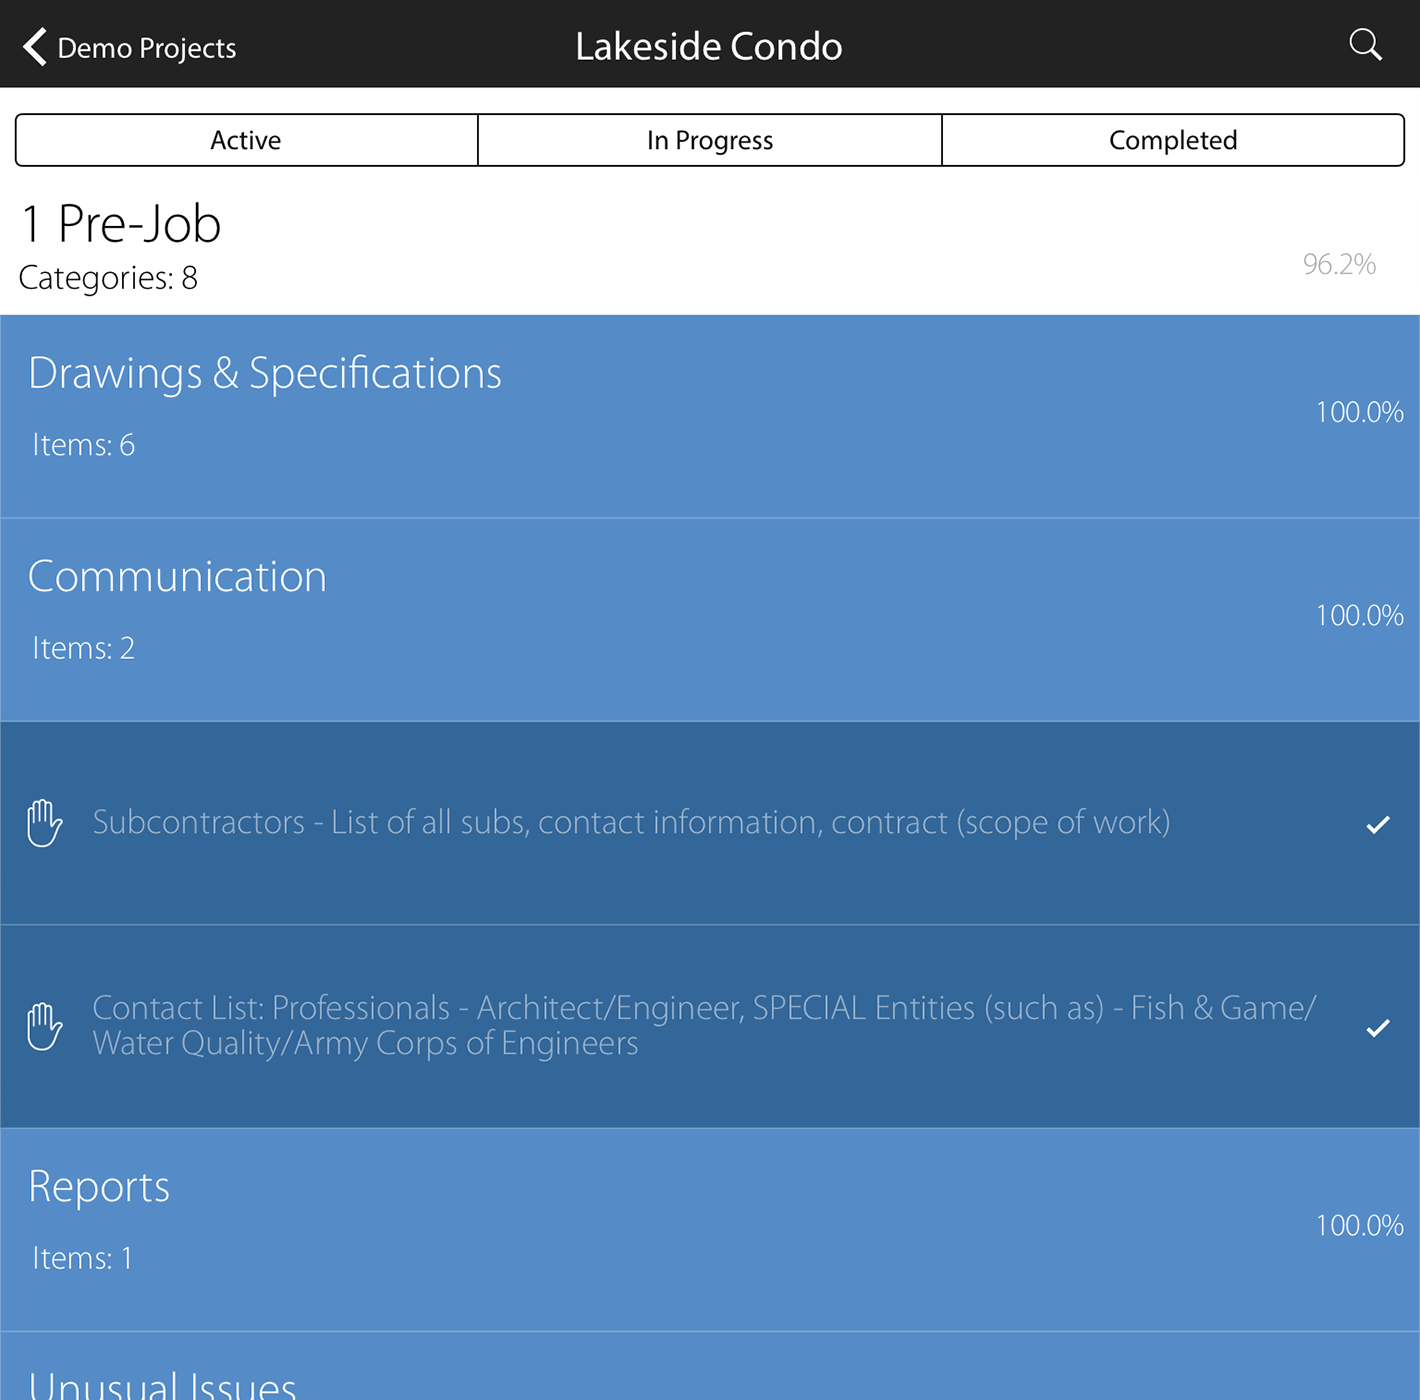 Demo Projects
Lakeside Condo
Active
In Progress
Completed
1 Pre-Job
Categories: 8
96.2%
Drawings & Specifications
Items: 6
100.0%
Communication
Items: 2
100.0%
Subcontractors - List of all subs, contact information, contract (scope of work)
Contact List: Professionals - Architect/Engineer, SPECIAL Entities (such as) - Fish & Game/
Water Quality/Army Corps of Engineers
Reports
Items: 1
100.0%
Unusual Issues